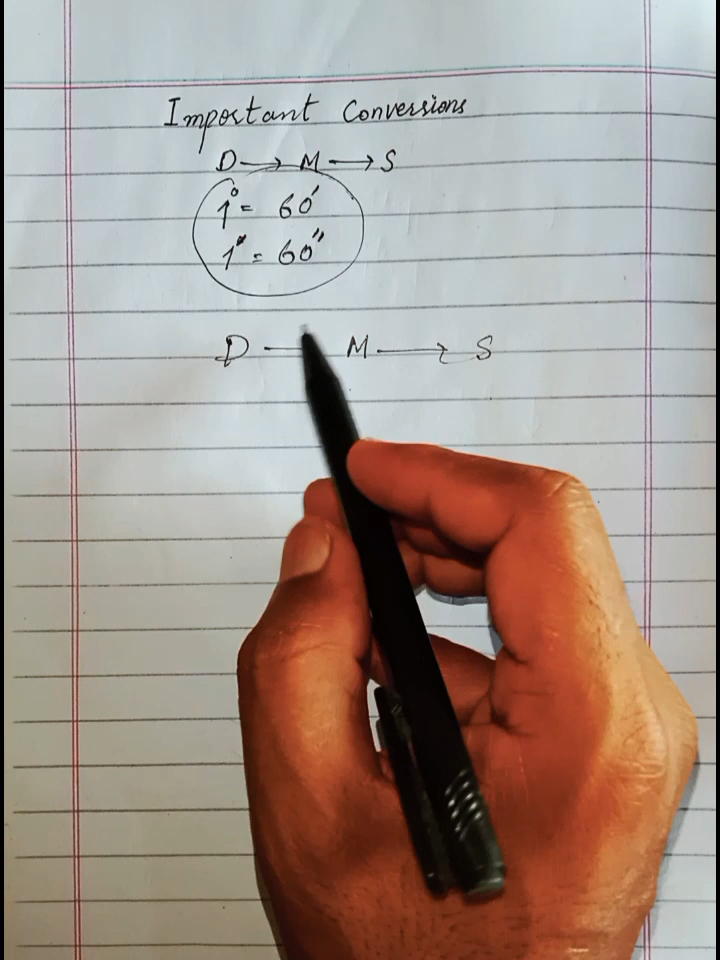 Important Conversions
D → M → S
1° = 60'
1' = 60"
D — M → S